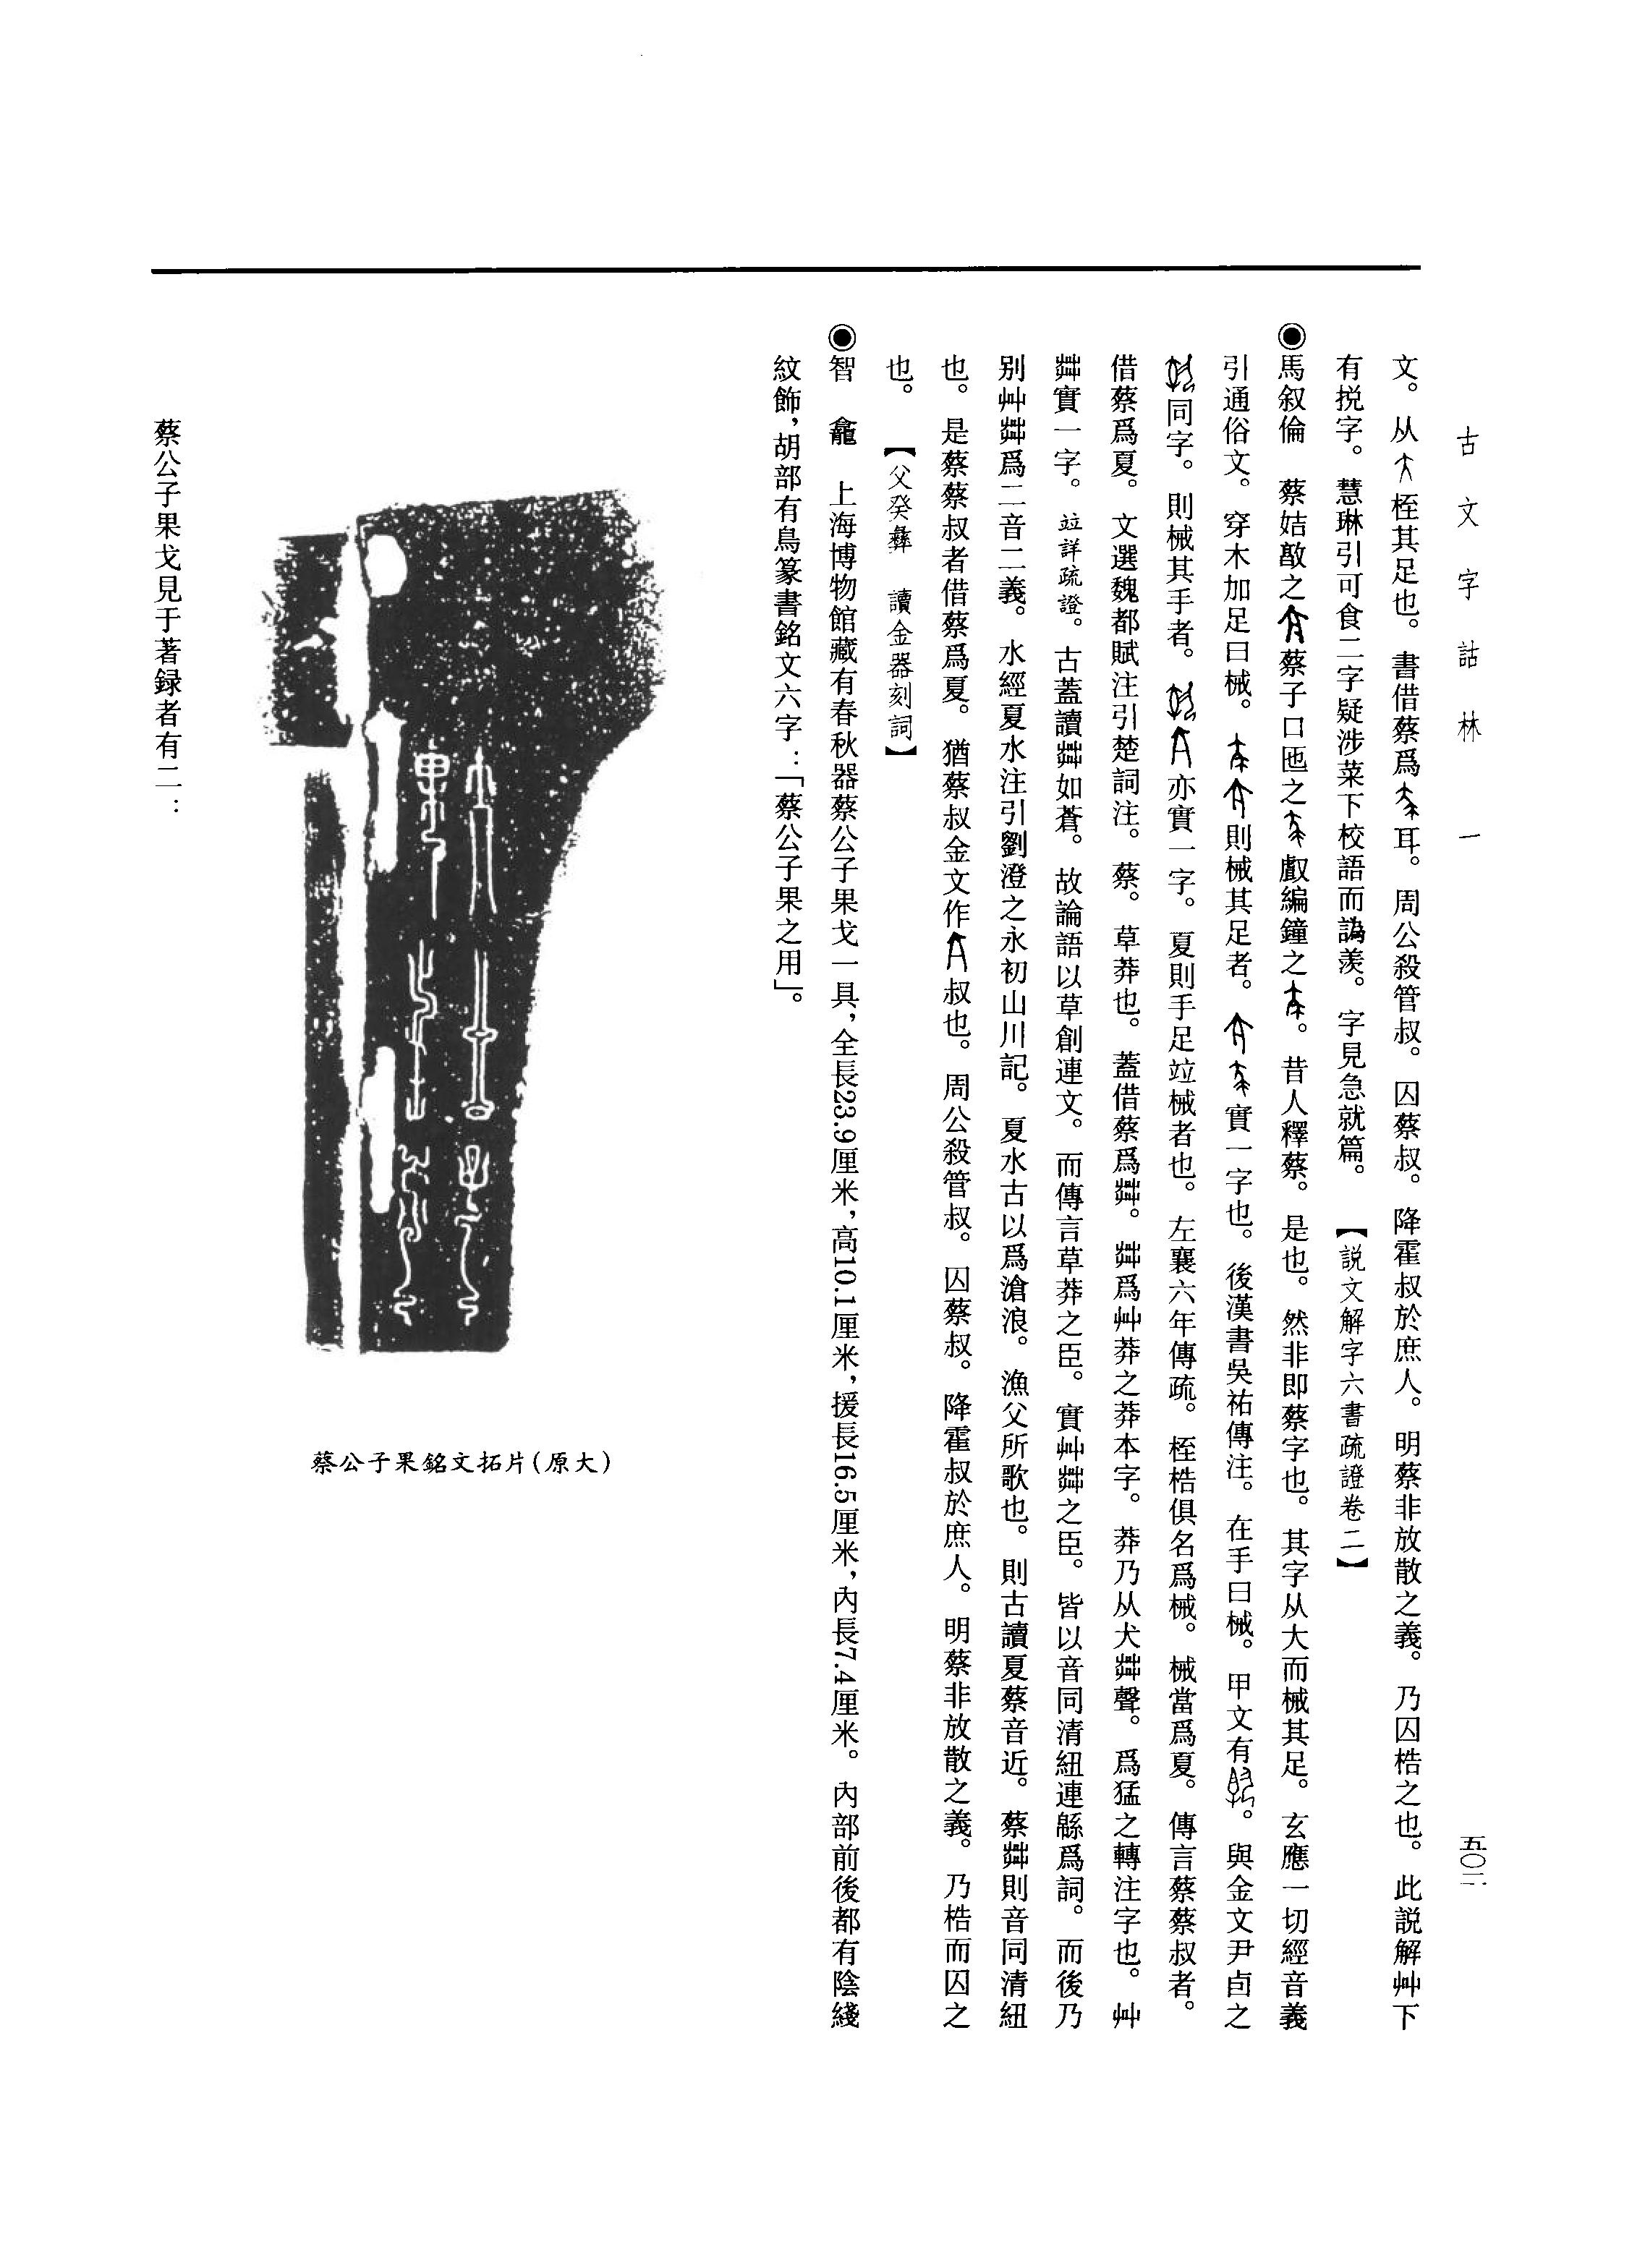 古文字詁林 一
五〇二
文。从桎其足也。書借蔡爲耳。周公殺管叔。囚蔡叔。降霍叔於庶人。明蔡非放散之義。乃囚梏之也。此説解艸下
有挩字。慧琳引可食二字疑涉菜下校語而譌羨。字見急就篇。【説文解字六書疏證卷二】
◉馬叙倫 蔡姞𣪘之蔡子口匜之㪚編鐘之。昔人釋蔡。是也。然非即蔡字也。其字从大而械其足。玄應一切經音義
引通俗文。穿木加足曰械。則械其足者。實一字也。後漢書吳祐傳注。在手曰械。甲文有。與金文尹卣之
同字。則械其手者。亦實一字。夏則手足竝械者也。左襄六年傳疏。桎梏俱名爲械。械當爲夏。傳言蔡蔡叔者。
借蔡爲夏。文選魏都賦注引楚詞注。蔡。草莽也。蓋借蔡爲茻。茻爲艸莽之莽本字。莽乃从犬茻聲。爲猛之轉注字也。艸
茻實一字。竝詳疏證。古蓋讀茻如蒼。故論語以草創連文。而傳言草莽之臣。實艸茻之臣。皆以音同清紐連緜爲詞。而後乃
别艸茻爲二音二義。水經夏水注引劉澄之永初山川記。夏水古以爲滄浪。漁父所歌也。則古讀夏蔡音近。蔡茻則音同清紐
也。是蔡蔡叔者借蔡爲夏。猶蔡叔金文作叔也。周公殺管叔。囚蔡叔。降霍叔於庶人。明蔡非放散之義。乃梏而囚之
也。【父癸彝 讀金器刻詞】
◉智 龕 上海博物館藏有春秋器蔡公子果戈一具,全長23.9厘米,高10.1厘米,援長16.5厘米,內長7.4厘米。內部前後都有陰綫
紋飾,胡部有鳥篆書銘文六字:「蔡公子果之用」。
蔡公子果銘文拓片(原大)
蔡公子果戈見于著録者有二: